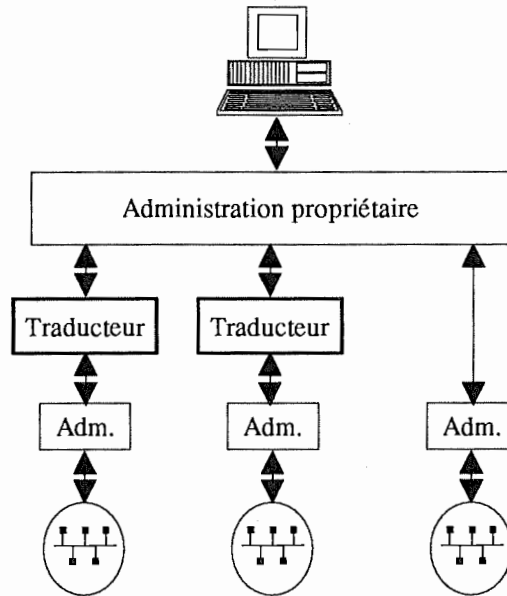 Administration propriétaire
Traducteur
Traducteur
Adm.
Adm.
Adm.